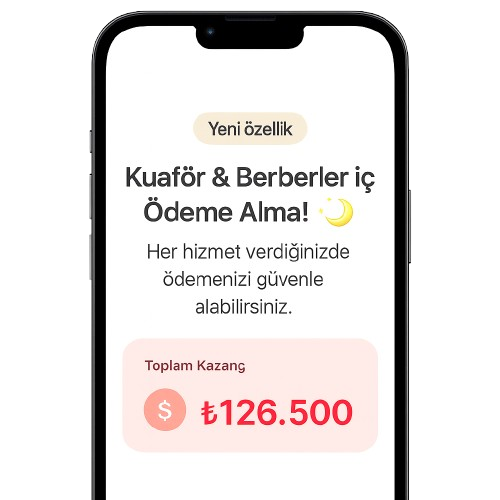 Yeni özellik
Kuaför & Berberler iç
Ödeme Alma!
Her hizmet verdiğinizde
ödemenizi güvenle
alabilirsiniz.
Toplam Kazanç
$ ₺126.500